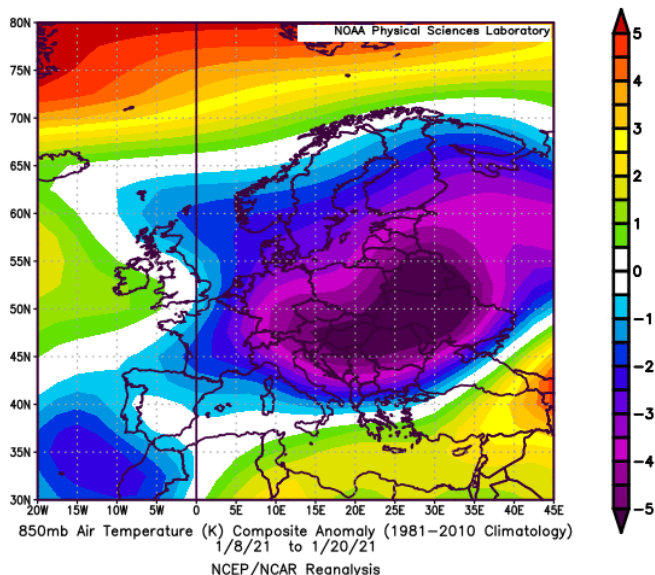 NOAA Physical Sciences Laboratory
80N
75N
70N
65N
60N
55N
50N
45N
40N
35N
30N
20W 15W 10W 5W 0 5E 10E 15E 20E 25E 30E 35E 40E 45E
5
4
3
2
1
0
-1
-2
-3
-4
-5
850mb Air Temperature (K) Composite Anomaly (1981-2010 Climatology)
1/8/21 to 1/20/21
NCEP/NCAR Reanalysis